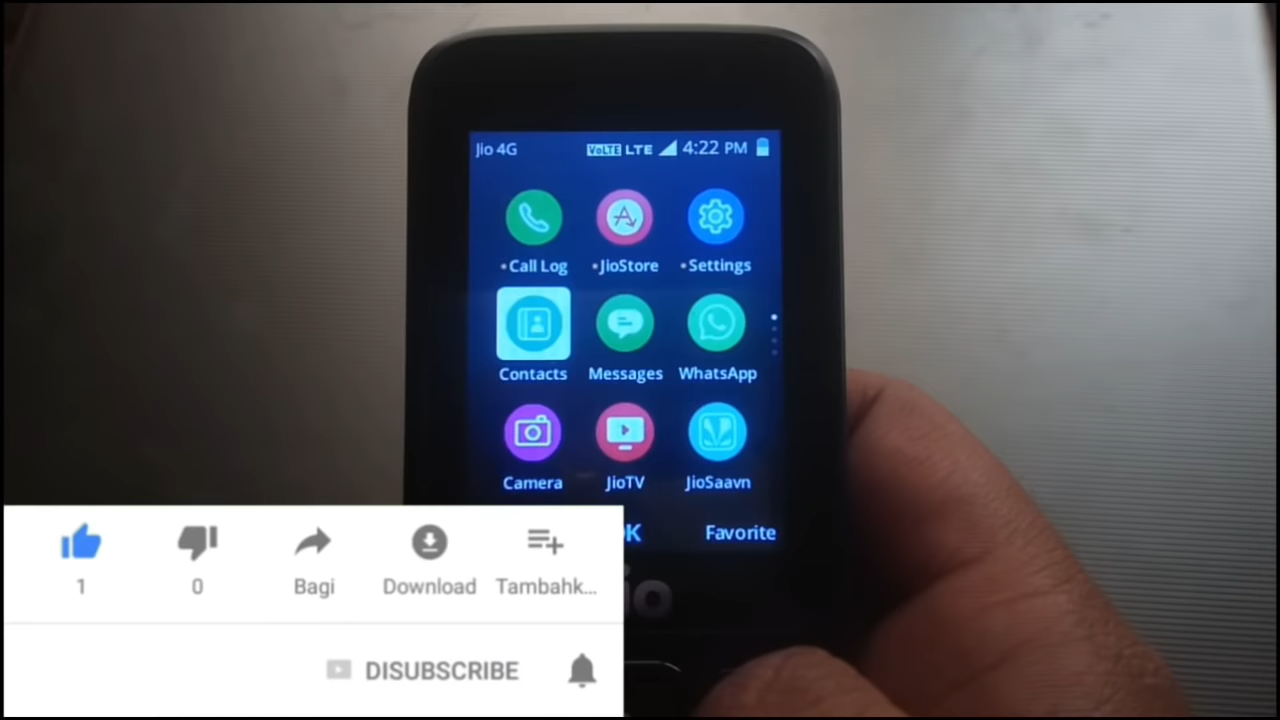 Jio 4G VoLTE LTE 4:22 PM
Call Log JioStore Settings
Contacts Messages WhatsApp
Camera JioTV JioSaavn
Favorite
1 0 Bagi Download Tambahk...
DISUBSCRIBE